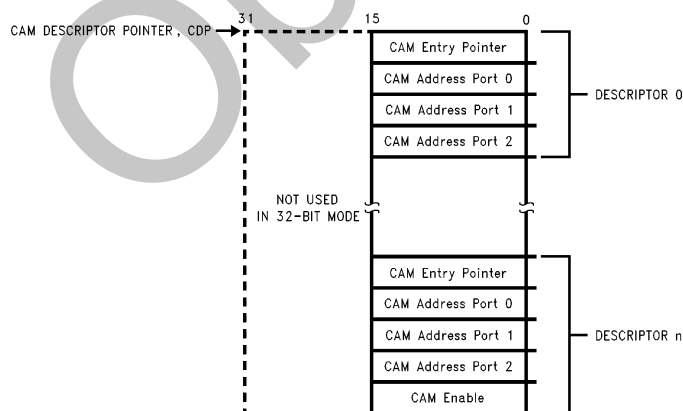 31 15 0
CAM DESCRIPTOR POINTER, CDP
CAM Entry Pointer
CAM Address Port 0
CAM Address Port 1
CAM Address Port 2
DESCRIPTOR 0
NOT USED
IN 32-BIT MODE
CAM Entry Pointer
CAM Address Port 0
CAM Address Port 1
CAM Address Port 2
CAM Enable
DESCRIPTOR n